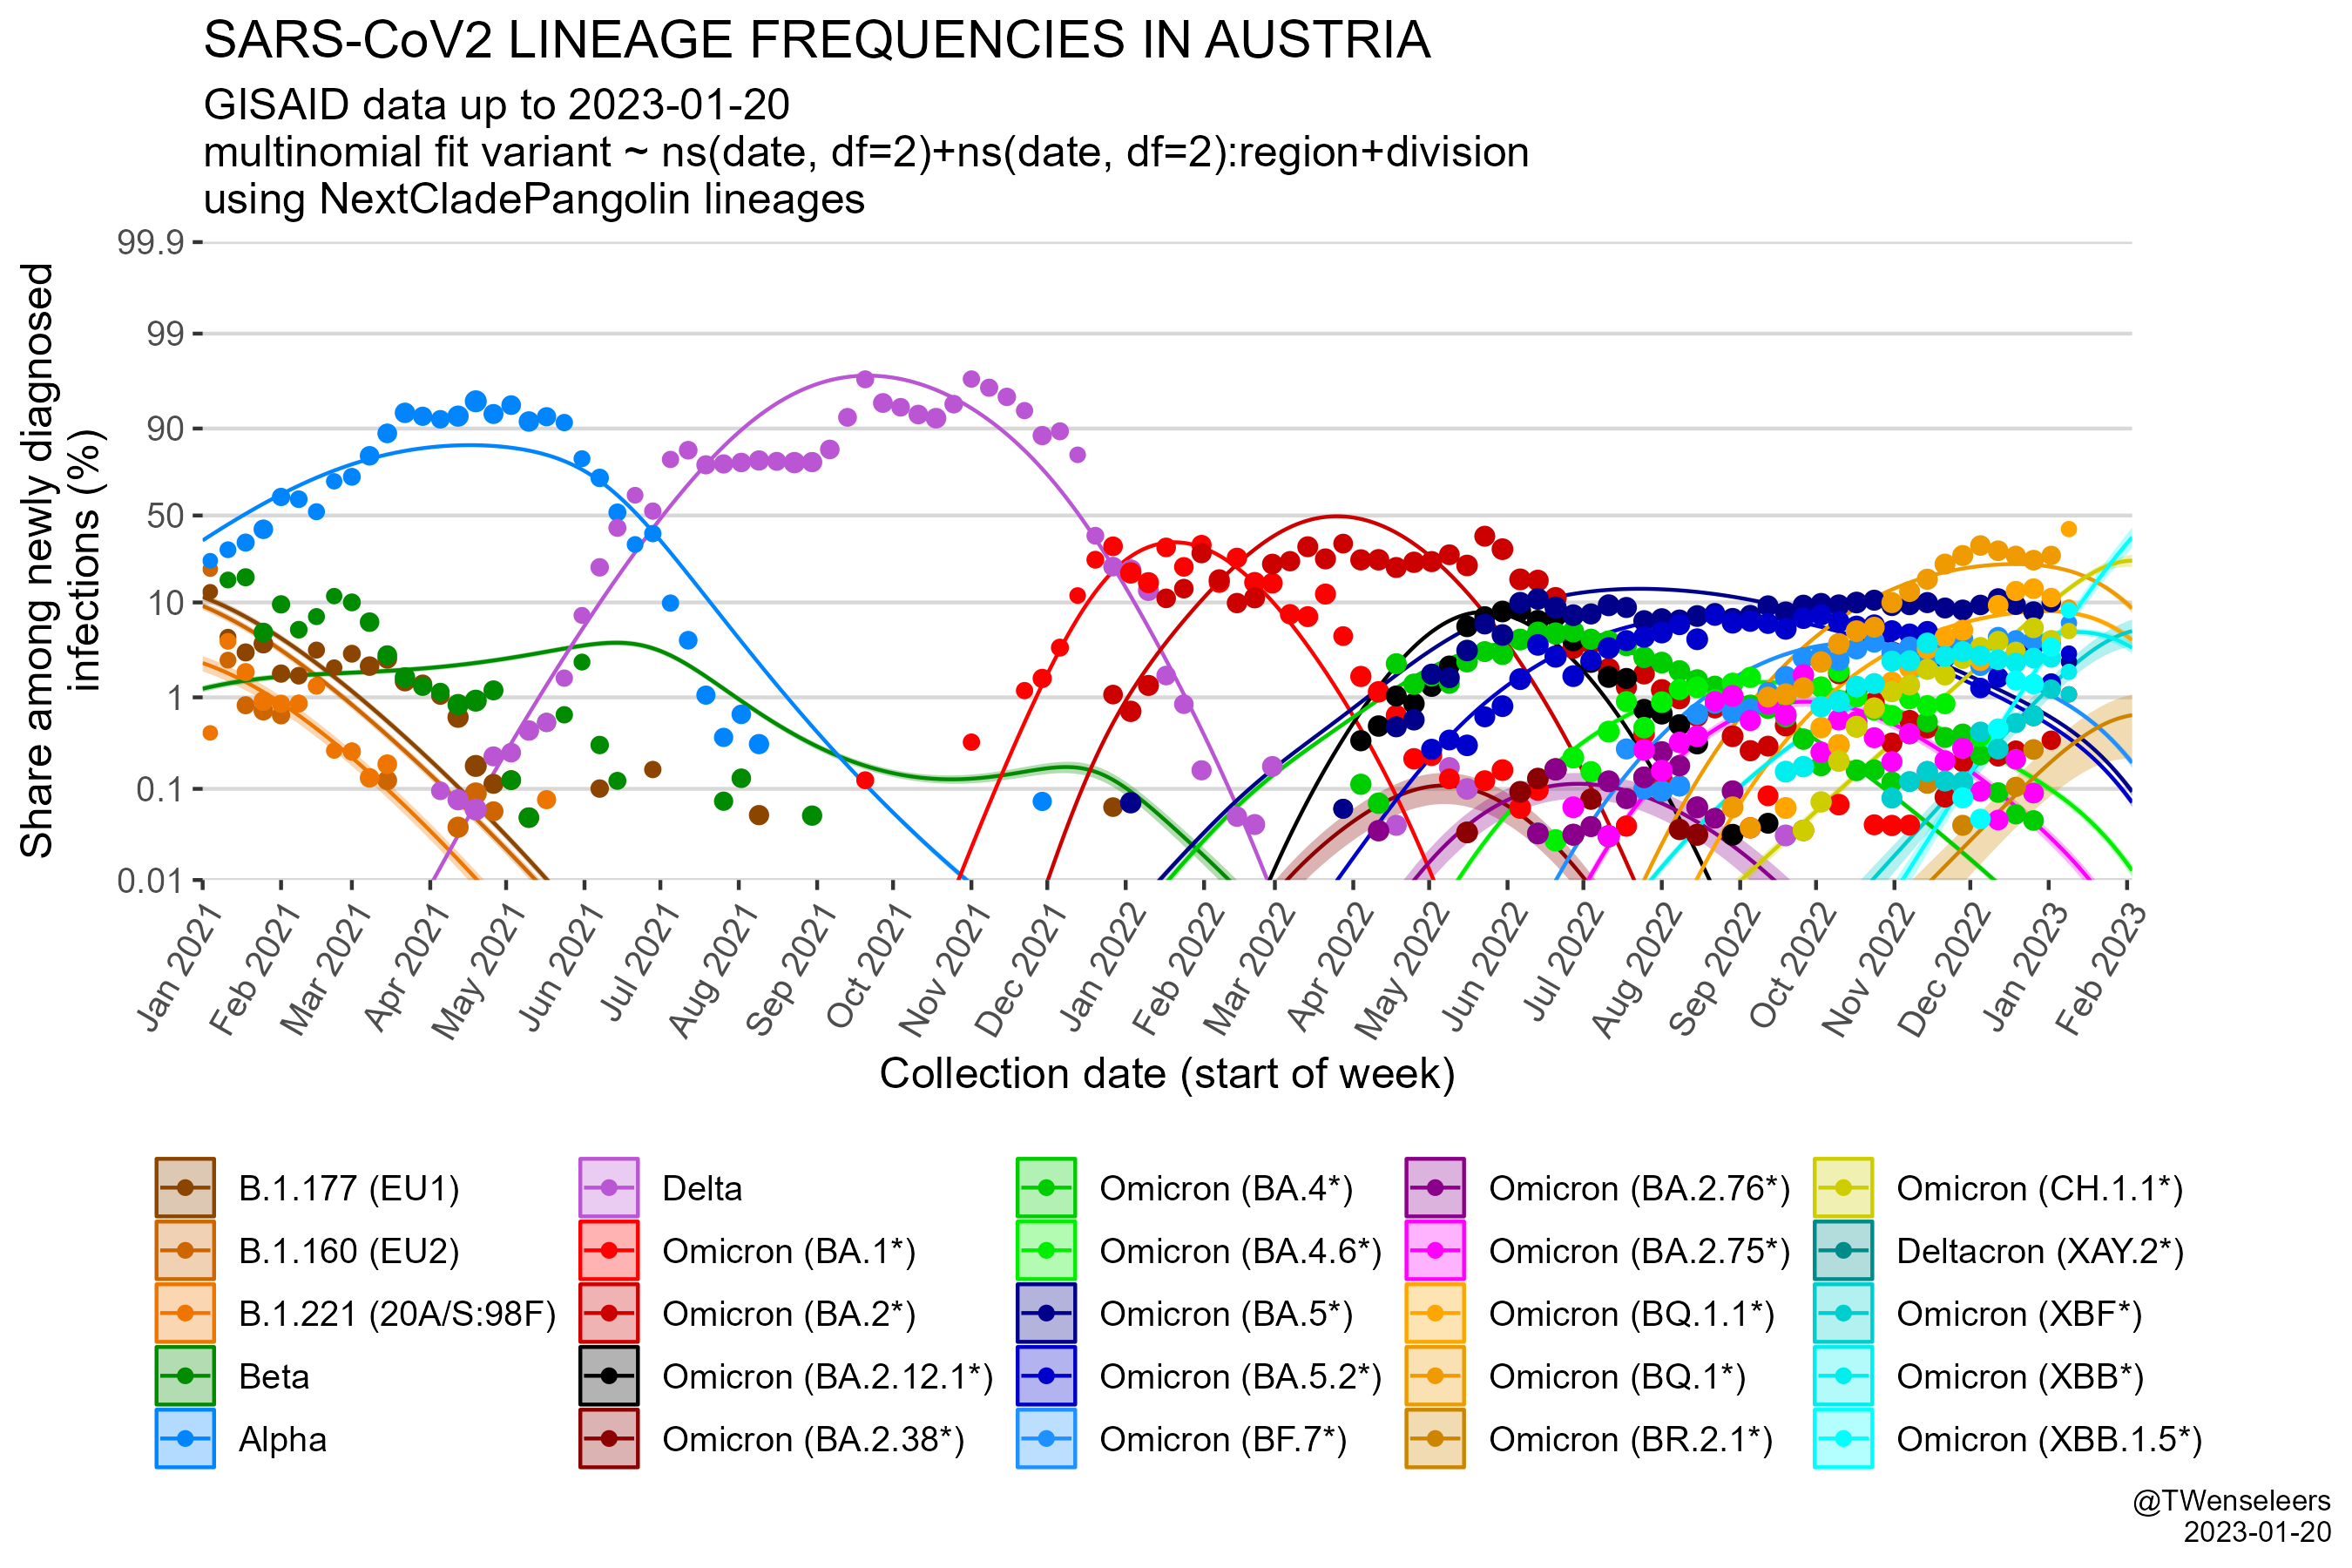 SARS-CoV2 LINEAGE FREQUENCIES IN AUSTRIA
GISAID data up to 2023-01-20
multinomial fit variant ~ ns(date, df=2)+ns(date, df=2):region+division
using NextCladePangolin lineages
Share among newly diagnosed
infections (%)
99.9
99
90
50
10
1
0.1
0.01
Jan 2021
Feb 2021
Mar 2021
Apr 2021
May 2021
Jun 2021
Jul 2021
Aug 2021
Sep 2021
Oct 2021
Nov 2021
Dec 2021
Jan 2022
Feb 2022
Mar 2022
Apr 2022
May 2022
Jun 2022
Jul 2022
Aug 2022
Sep 2022
Oct 2022
Nov 2022
Dec 2022
Jan 2023
Feb 2023
Collection date (start of week)
B.1.177 (EU1)
B.1.160 (EU2)
B.1.221 (20A/S:98F)
Beta
Alpha
Delta
Omicron (BA.1*)
Omicron (BA.2*)
Omicron (BA.2.12.1*)
Omicron (BA.2.38*)
Omicron (BA.4*)
Omicron (BA.4.6*)
Omicron (BA.5*)
Omicron (BA.5.2*)
Omicron (BF.7*)
Omicron (BA.2.76*)
Omicron (BA.2.75*)
Omicron (BQ.1.1*)
Omicron (BQ.1*)
Omicron (BR.2.1*)
Omicron (CH.1.1*)
Deltacron (XAY.2*)
Omicron (XBF*)
Omicron (XBB*)
Omicron (XBB.1.5*)
@TWenseleers
2023-01-20